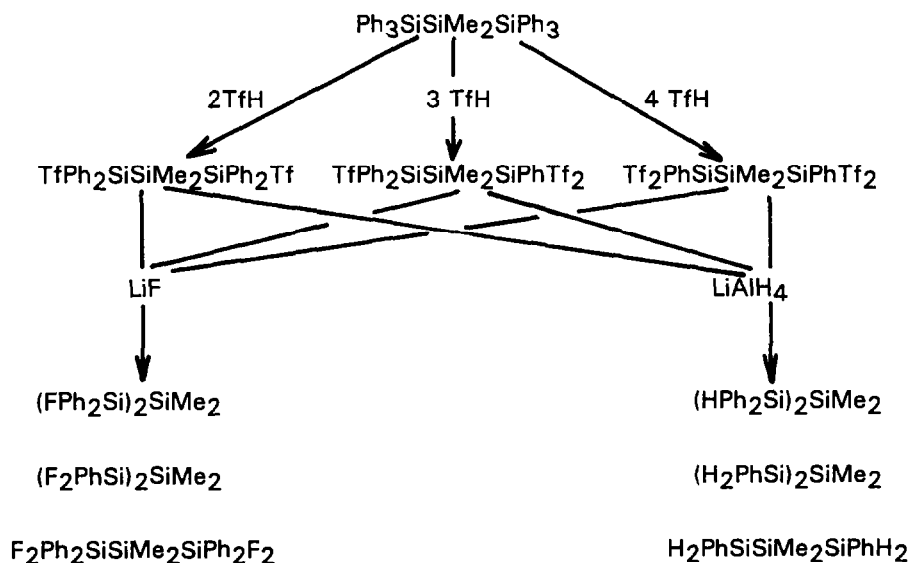 Ph3SiSiMe2SiPh3
2TfH 3 TfH 4 TfH
TfPh2SiSiMe2SiPh2Tf TfPh2SiSiMe2SiPhTf2 Tf2PhSiSiMe2SiPhTf2
LiF LiAlH4
(FPh2Si)2SiMe2 (HPh2Si)2SiMe2
(F2PhSi)2SiMe2 (H2PhSi)2SiMe2
F2Ph2SiSiMe2SiPh2F2 H2PhSiSiMe2SiPhH2